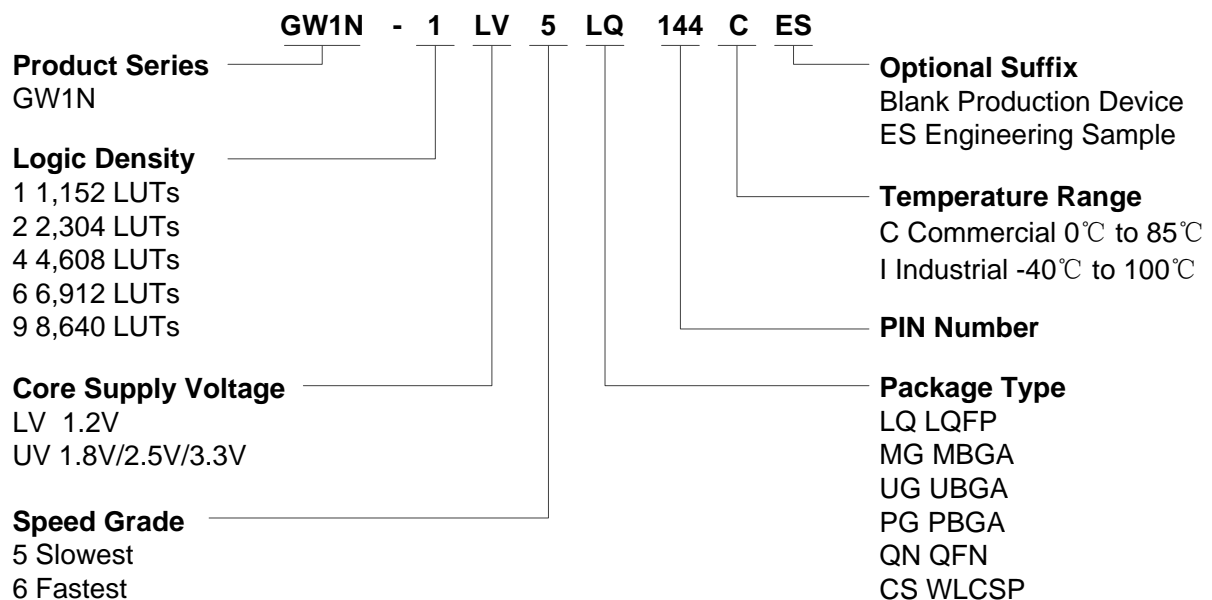 GW1N - 1 LV 5 LQ 144 C ES
Product Series
GW1N
Logic Density
1 1,152 LUTs
2 2,304 LUTs
4 4,608 LUTs
6 6,912 LUTs
9 8,640 LUTs
Core Supply Voltage
LV 1.2V
UV 1.8V/2.5V/3.3V
Speed Grade
5 Slowest
6 Fastest
Optional Suffix
Blank Production Device
ES Engineering Sample
Temperature Range
C Commercial 0℃ to 85℃
I Industrial -40℃ to 100℃
PIN Number
Package Type
LQ LQFP
MG MBGA
UG UBGA
PG PBGA
QN QFN
CS WLCSP